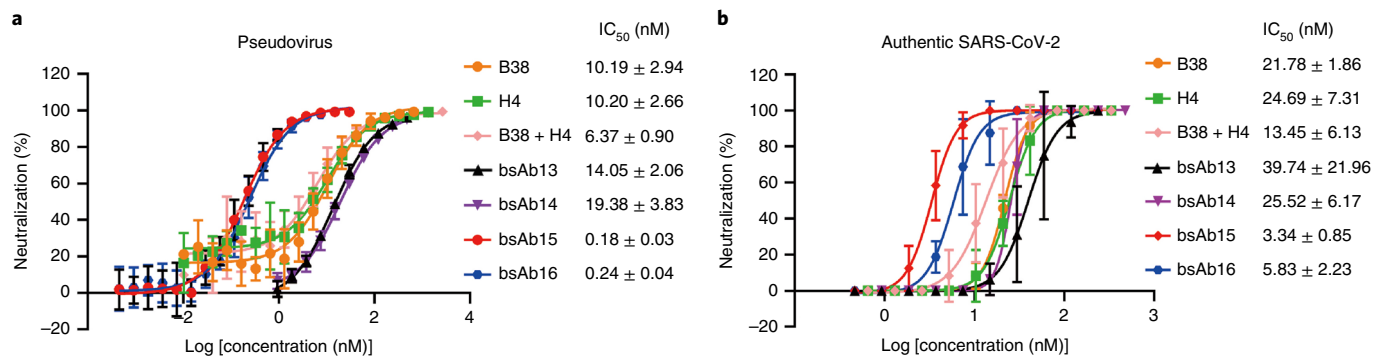 a
Pseudovirus
IC50 (nM)
Neutralization (%)
120
100
80
60
40
20
0
−20
−2
0
2
4
Log [concentration (nM)]
B38 10.19 ± 2.94
H4 10.20 ± 2.66
B38 + H4 6.37 ± 0.90
bsAb13 14.05 ± 2.06
bsAb14 19.38 ± 3.83
bsAb15 0.18 ± 0.03
bsAb16 0.24 ± 0.04
b
Authentic SARS-CoV-2
IC50 (nM)
Neutralization (%)
120
100
80
60
40
20
0
−20
0
1
2
3
Log [concentration (nM)]
B38 21.78 ± 1.86
H4 24.69 ± 7.31
B38 + H4 13.45 ± 6.13
bsAb13 39.74 ± 21.96
bsAb14 25.52 ± 6.17
bsAb15 3.34 ± 0.85
bsAb16 5.83 ± 2.23